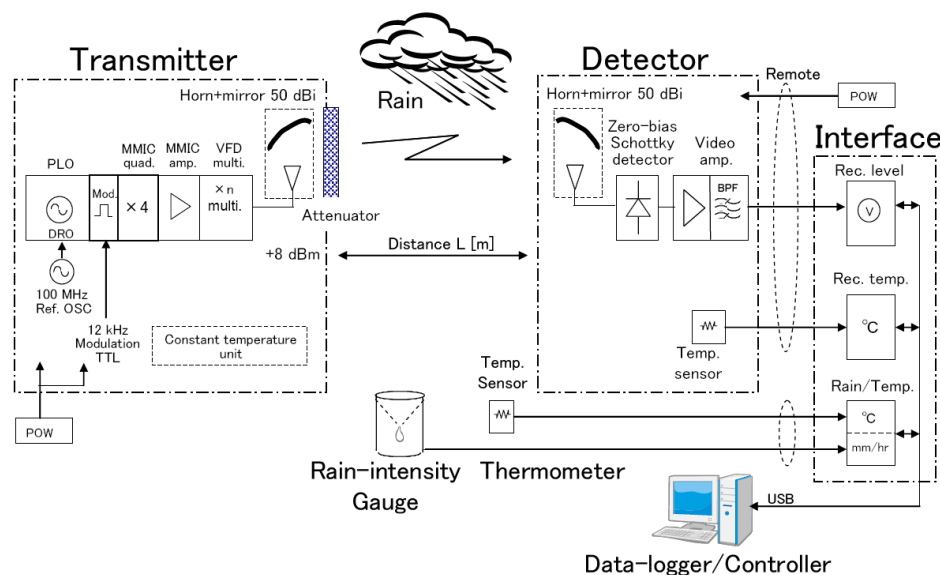 Transmitter
Horn+mirror 50 dBi
PLO
MMIC
quad.
MMIC
amp.
VFD
multi.
Mod.
× 4
× n
multi.
DRO
100 MHz
Ref. OSC
12 kHz
Modulation
TTL
Constant temperature
unit
POW
Attenuator
+8 dBm
Rain
Distance L [m]
Detector
Horn+mirror 50 dBi
Zero-bias
Schottky
detector
Video
amp.
BPF
Temp.
sensor
Remote
POW
Interface
Rec. level
V
Rec. temp.
℃
Rain/Temp.
℃
mm/hr
Temp.
Sensor
Rain-intensity
Gauge
Thermometer
USB
Data-logger/Controller